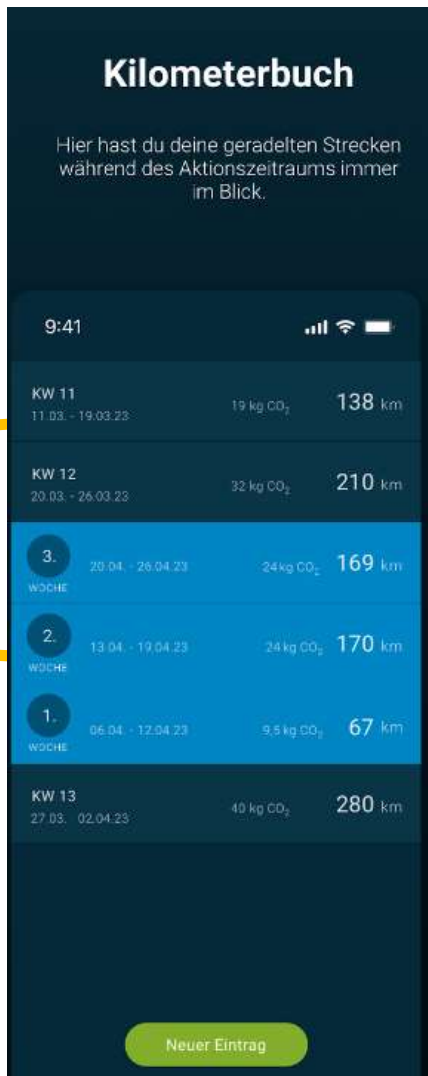 Kilometerbuch
Hier hast du deine geradelten Strecken
während des Aktionszeitraums immer
im Blick.
9:41
KW 11
11.03. - 19.03.23 19 kg CO₂ 138 km
KW 12
20.03. - 26.03.23 32 kg CO₂ 210 km
3.
WOCHE 20.04. - 26.04.23 24 kg CO₂ 169 km
2.
WOCHE 13.04. - 19.04.23 24 kg CO₂ 170 km
1.
WOCHE 06.04. - 12.04.23 9,5 kg CO₂ 67 km
KW 13
27.03. 02.04.23 40 kg CO₂ 280 km
Neuer Eintrag